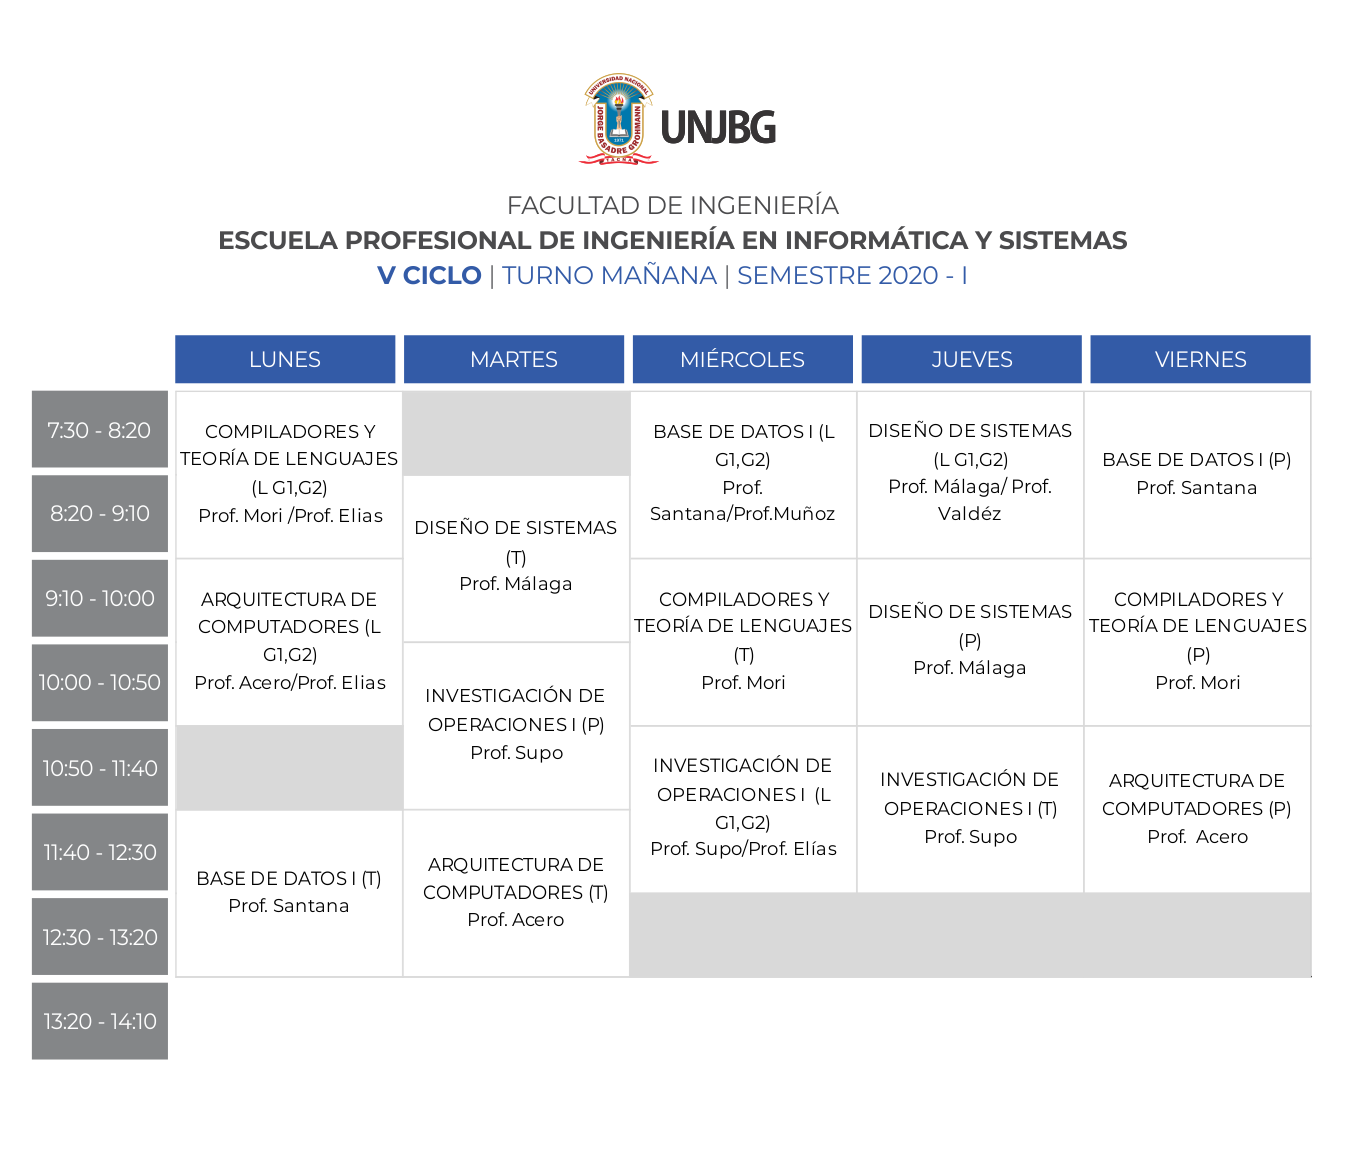 UNIVERSIDAD NACIONAL
JORGE BASADRE GROHMANN
1971
TACNA
UNJBG
FACULTAD DE INGENIERÍA
ESCUELA PROFESIONAL DE INGENIERÍA EN INFORMÁTICA Y SISTEMAS
V CICLO | TURNO MAÑANA | SEMESTRE 2020 - I
LUNES
MARTES
MIÉRCOLES
JUEVES
VIERNES
7:30 - 8:20
8:20 - 9:10
9:10 - 10:00
10:00 - 10:50
10:50 - 11:40
11:40 - 12:30
12:30 - 13:20
13:20 - 14:10
COMPILADORES Y
TEORÍA DE LENGUAJES
(L G1,G2)
Prof. Mori /Prof. Elias
ARQUITECTURA DE
COMPUTADORES (L
G1,G2)
Prof. Acero/Prof. Elias
BASE DE DATOS I (T)
Prof. Santana
DISEÑO DE SISTEMAS
(T)
Prof. Málaga
INVESTIGACIÓN DE
OPERACIONES I (P)
Prof. Supo
ARQUITECTURA DE
COMPUTADORES (T)
Prof. Acero
BASE DE DATOS I (L
G1,G2)
Prof.
Santana/Prof.Muñoz
COMPILADORES Y
TEORÍA DE LENGUAJES
(T)
Prof. Mori
INVESTIGACIÓN DE
OPERACIONES I (L
G1,G2)
Prof. Supo/Prof. Elías
DISEÑO DE SISTEMAS
(L G1,G2)
Prof. Málaga/ Prof.
Valdéz
DISEÑO DE SISTEMAS
(P)
Prof. Málaga
INVESTIGACIÓN DE
OPERACIONES I (T)
Prof. Supo
BASE DE DATOS I (P)
Prof. Santana
COMPILADORES Y
TEORÍA DE LENGUAJES
(P)
Prof. Mori
ARQUITECTURA DE
COMPUTADORES (P)
Prof. Acero